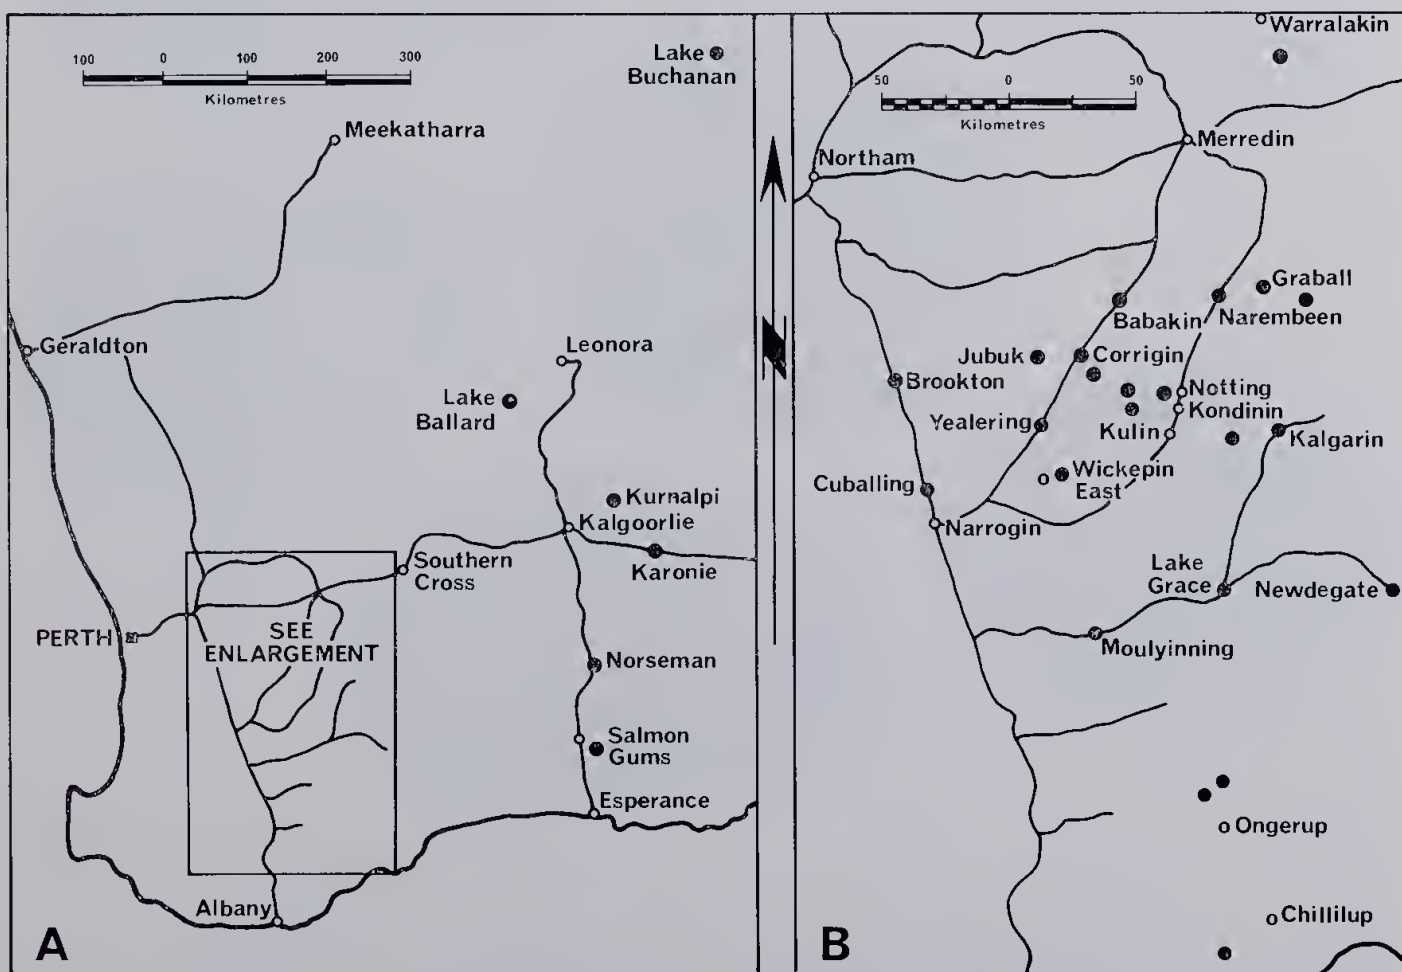 100 0 100 200 300
Kilometres
Lake
Buchanan
Meekatharra
Geraldton
Leonora
Lake
Ballard
Kurnalpi
Kalgoorlie
Karonie
Southern
Cross
PERTH
SEE
ENLARGEMENT
Norseman
Salmon
Gums
Esperance
Albany
A
N
Warralakin
50 0 50
Kilometres
Merredin
Northam
Graball
Babakin
Narembeen
Jubuk
Corrigin
Brookton
Notting
Kondinin
Yealering
Kulin
Kalgarin
Wickepin
East
Cuballing
Narrogin
Lake
Grace
Newdegate
Moulyinning
Ongerup
Chillilup
B